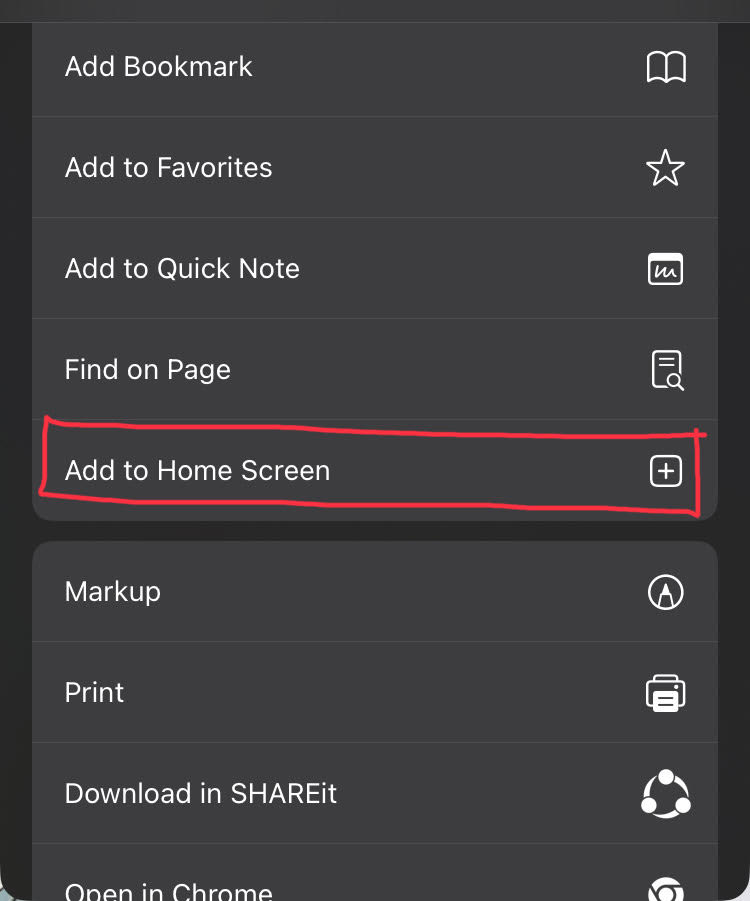 Add Bookmark
Add to Favorites
Add to Quick Note
Find on Page
Add to Home Screen
Markup
Print
Download in SHAREit
Open in Chrome